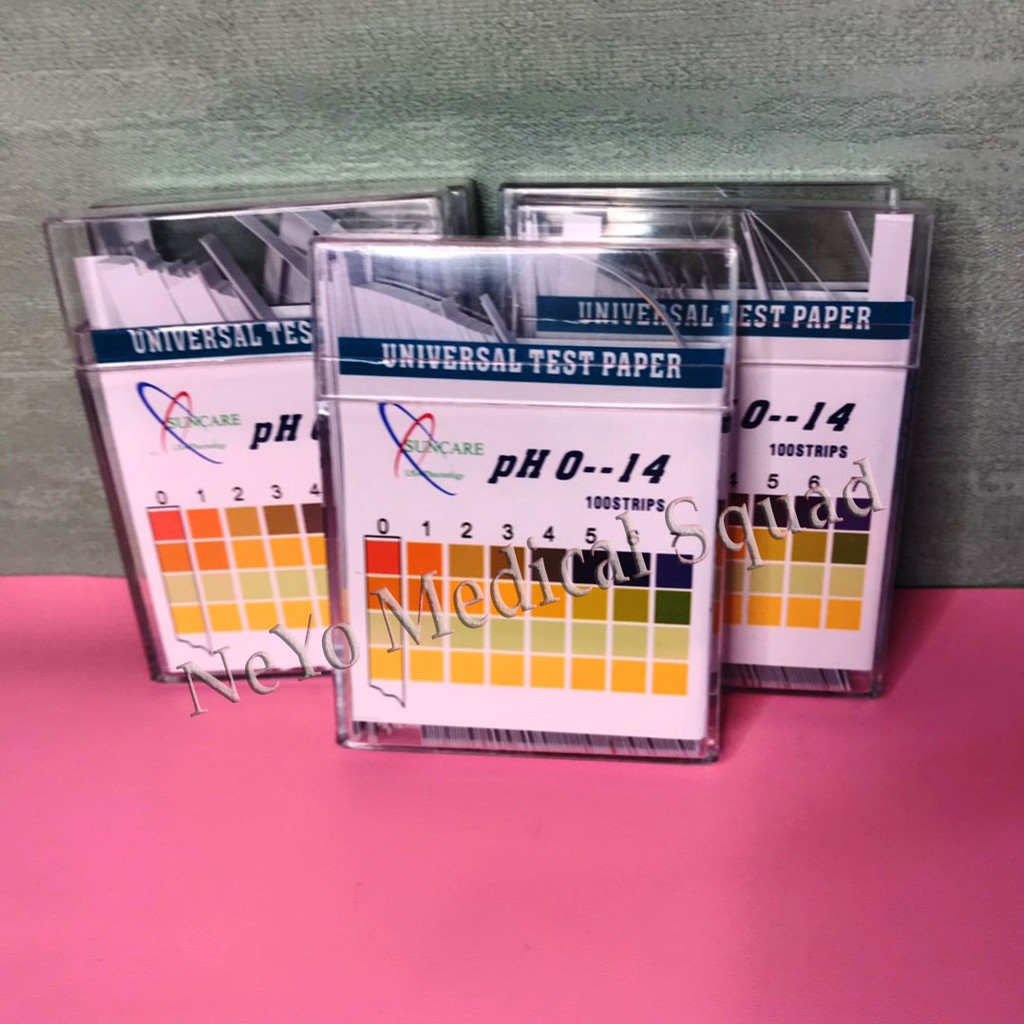 UNIVERSAL TEST PAPER
SUNCARE
pH 0--14
100STRIPS
0 1 2 3 4 5 6
UNIVERSAL TES
SUNCARE
pH
0 1 2 3 4
UNIVERSAL TEST PAPER
0--14
100STRIPS
4 5 6
NeYo Medical Squad